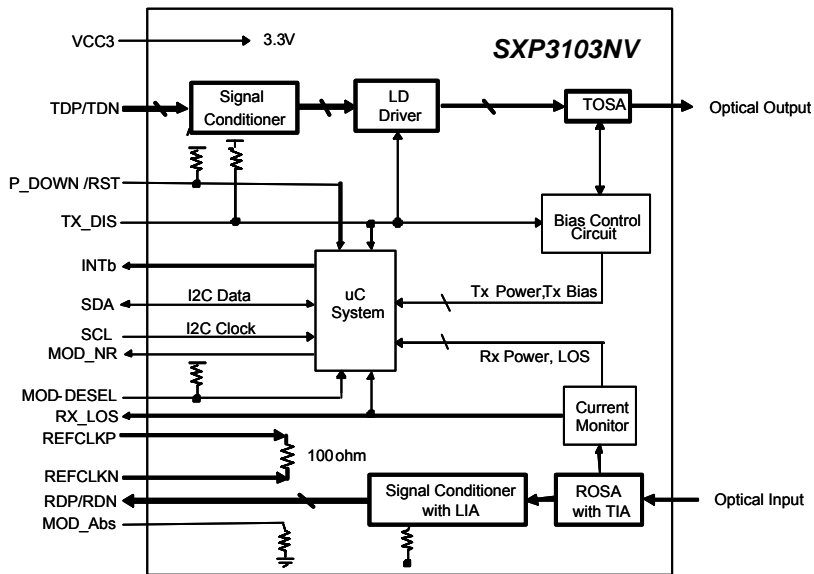 SXP3103NV
VCC3
3.3V
TDP/TDN
Signal
Conditioner
LD
Driver
TOSA
Optical Output
P_DOWN /RST
TX_DIS
Bias Control
Circuit
INTb
uC
System
Tx Power,Tx Bias
SDA
I2C Data
SCL
I2C Clock
MOD_NR
Rx Power, LOS
MOD-DESEL
RX_LOS
Current
Monitor
REFCLKP
100ohm
REFCLKN
RDP/RDN
Signal Conditioner
with LIA
ROSA
with TIA
Optical Input
MOD_Abs